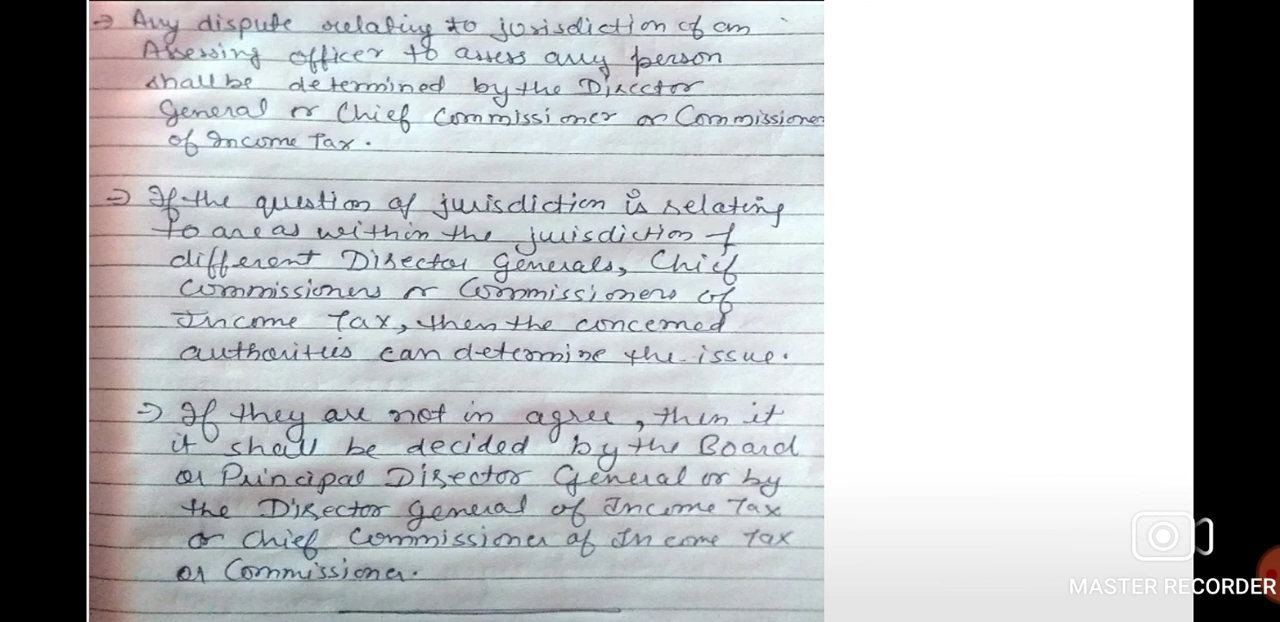 ⇒ Any dispute relating to jurisdiction of an
Assessing officer to assess any person
shall be determined by the Director
General or Chief Commissioner or Commissioner
of Income Tax.
⇒ If the question of jurisdiction is relating
to areas within the jurisdiction of
different Director Generals, Chief
Commissioners or Commissioners of
Income Tax, then the concerned
authorities can determine the issue.
⇒ If they are not in agree, then it
it shall be decided by the Board
or Principal Director General or by
the Director General of Income Tax
or Chief Commissioner of Income Tax
or Commissioner.
MASTER RECORDER